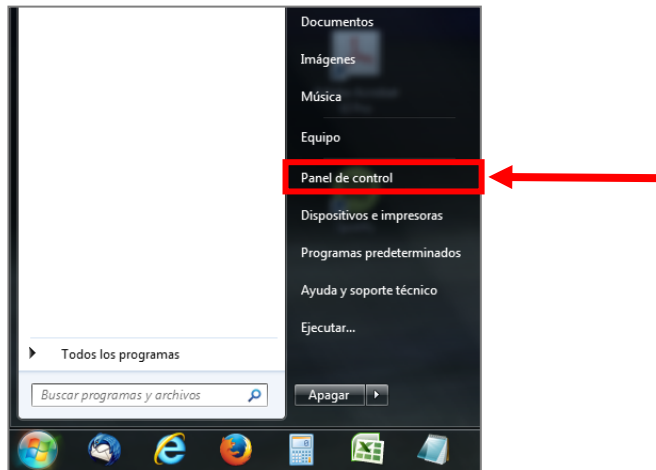 Documentos
Imágenes
Música
Equipo
Panel de control
Dispositivos e impresoras
Programas predeterminados
Ayuda y soporte técnico
Ejecutar...
Todos los programas
Buscar programas y archivos
Apagar